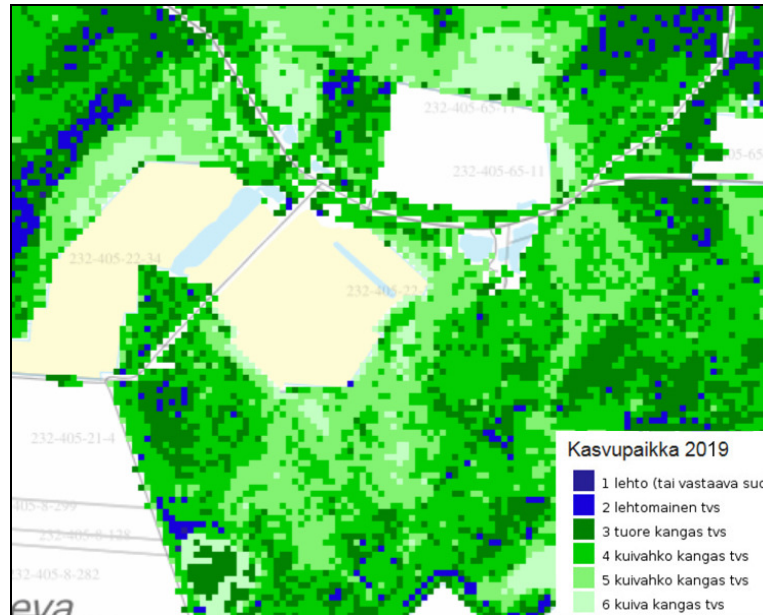 232-405-65-11
232-405-65-11
05-65
232-405-22-34
232-405-22
232-405-21-4
405-8-299
232-405-8-128
232-405-8-282
eva
Kasvupaikka 2019
1 lehto (tai vastaava suo
2 lehtomainen tvs
3 tuore kangas tvs
4 kuivahko kangas tvs
5 kuivahko kangas tvs
6 kuiva kangas tvs